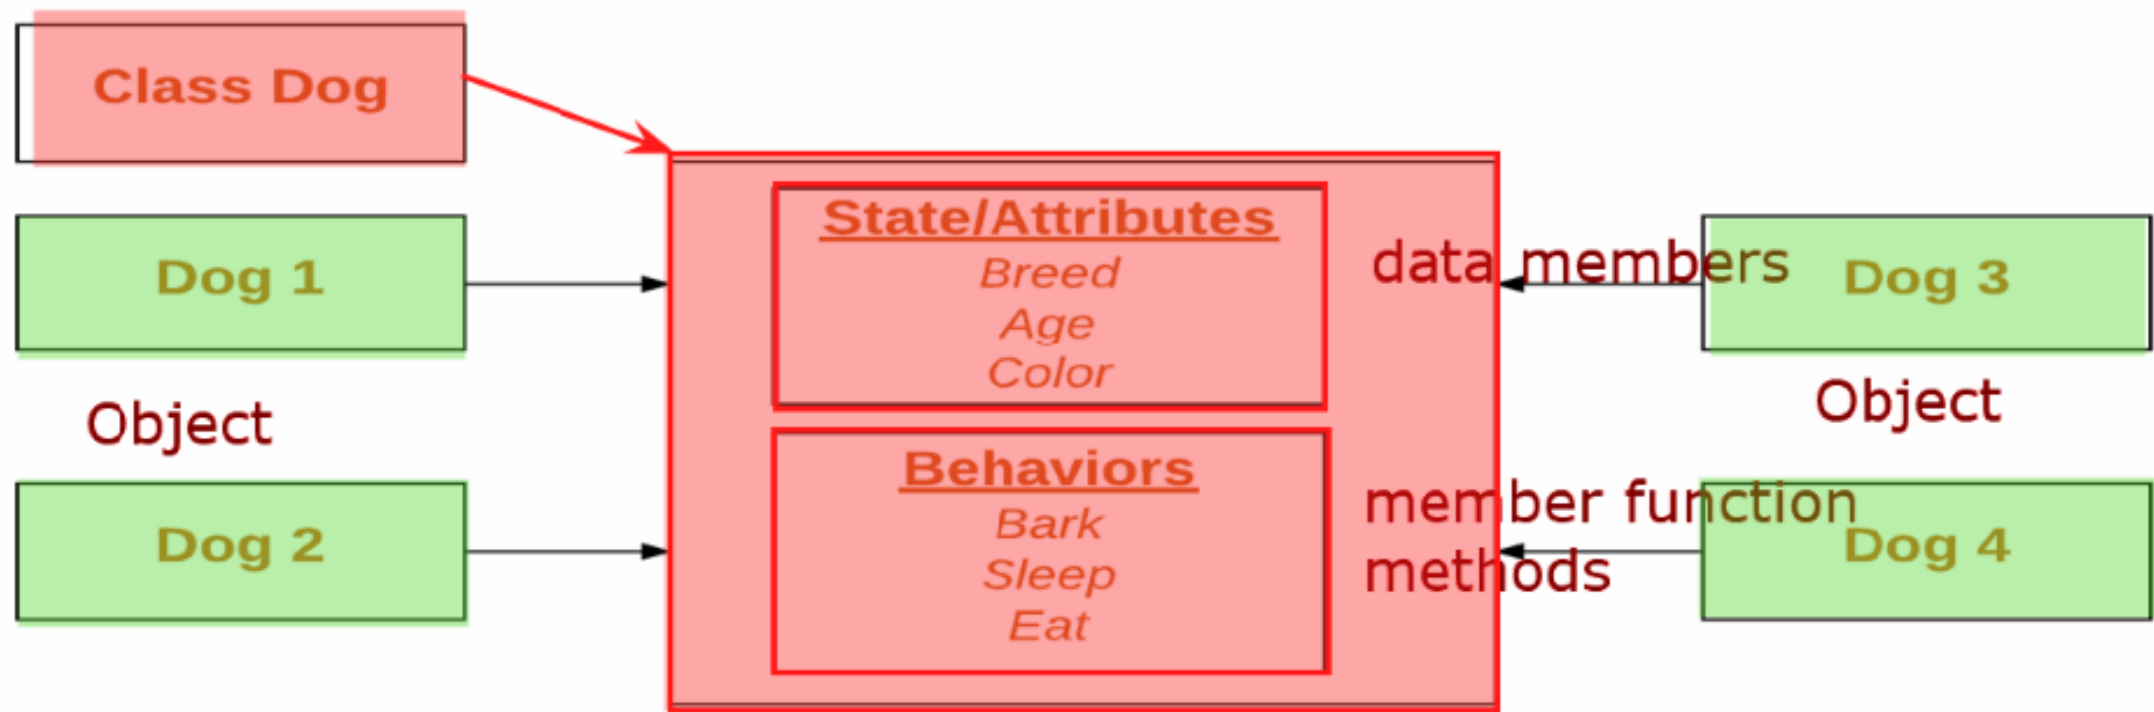 Class Dog
Dog 1
Object
Dog 2
State/Attributes
Breed
Age
Color
Behaviors
Bark
Sleep
Eat
data members
member function
methods
Dog 3
Object
Dog 4